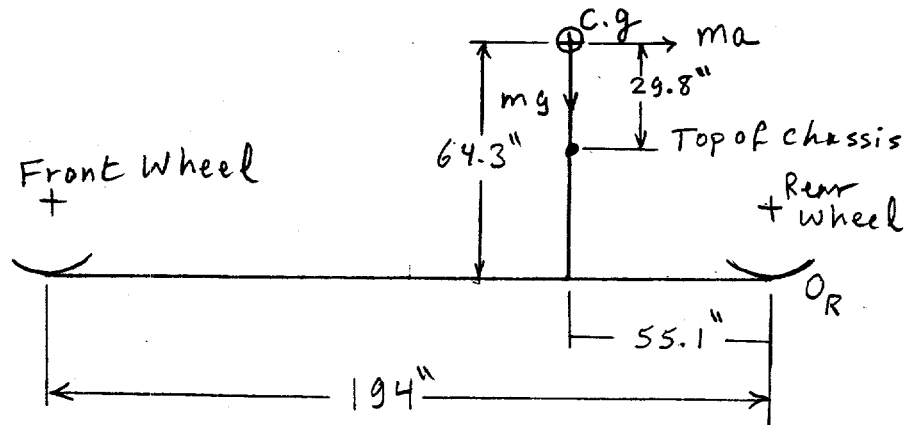 c.g
ma
29.8"
mg
64.3"
Top of chassis
Front Wheel
Rear
wheel
O_R
55.1"
194"